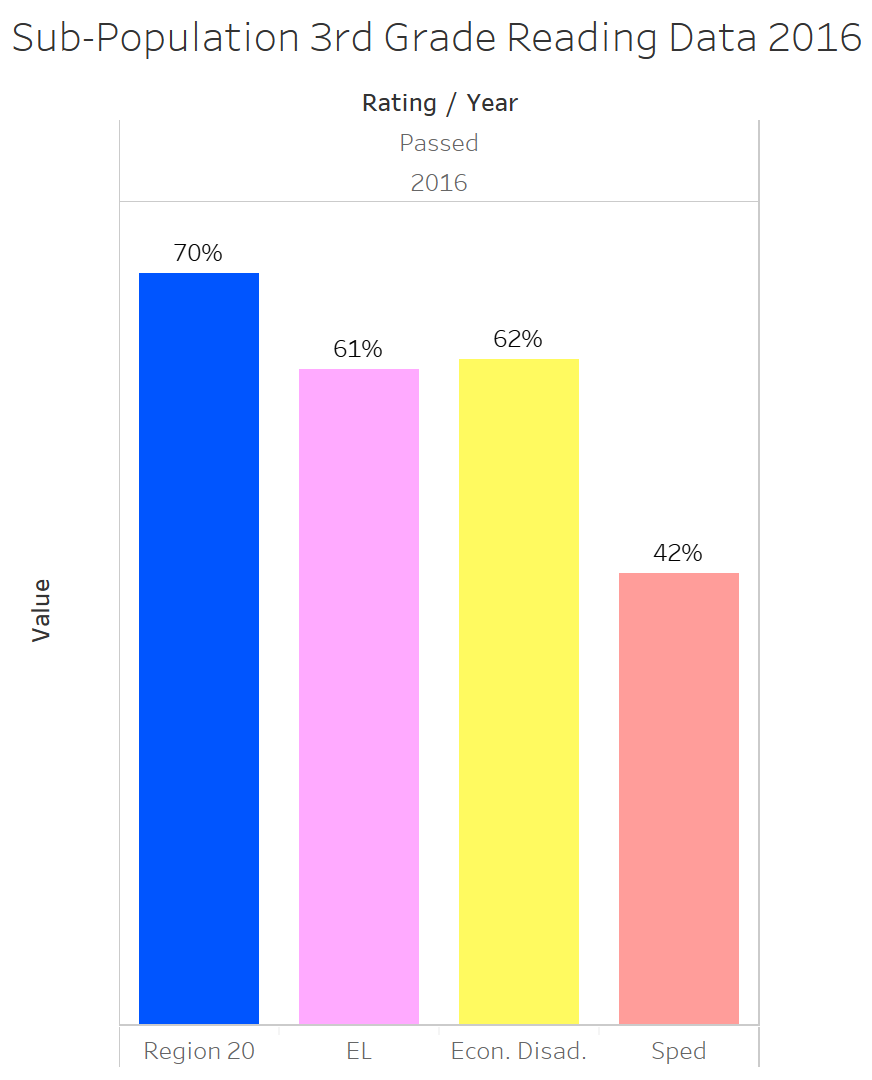 Sub-Population 3rd Grade Reading Data 2016
Rating / Year
Passed
2016
70%
61%
62%
42%
Value
Region 20
EL
Econ. Disad.
Sped